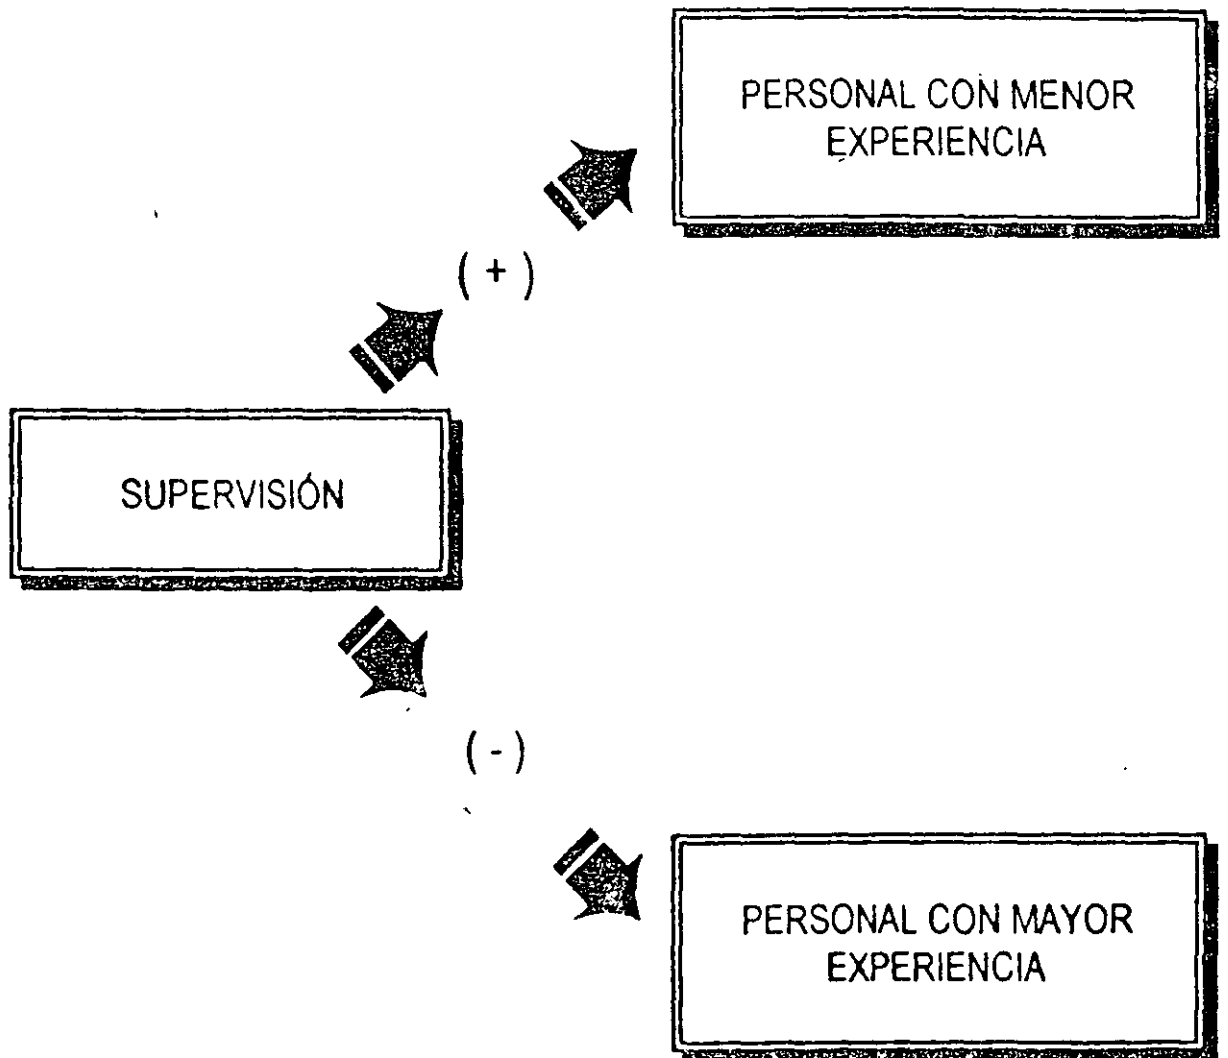 PERSONAL CON MENOR
EXPERIENCIA
( + )
SUPERVISIÓN
( - )
PERSONAL CON MAYOR
EXPERIENCIA